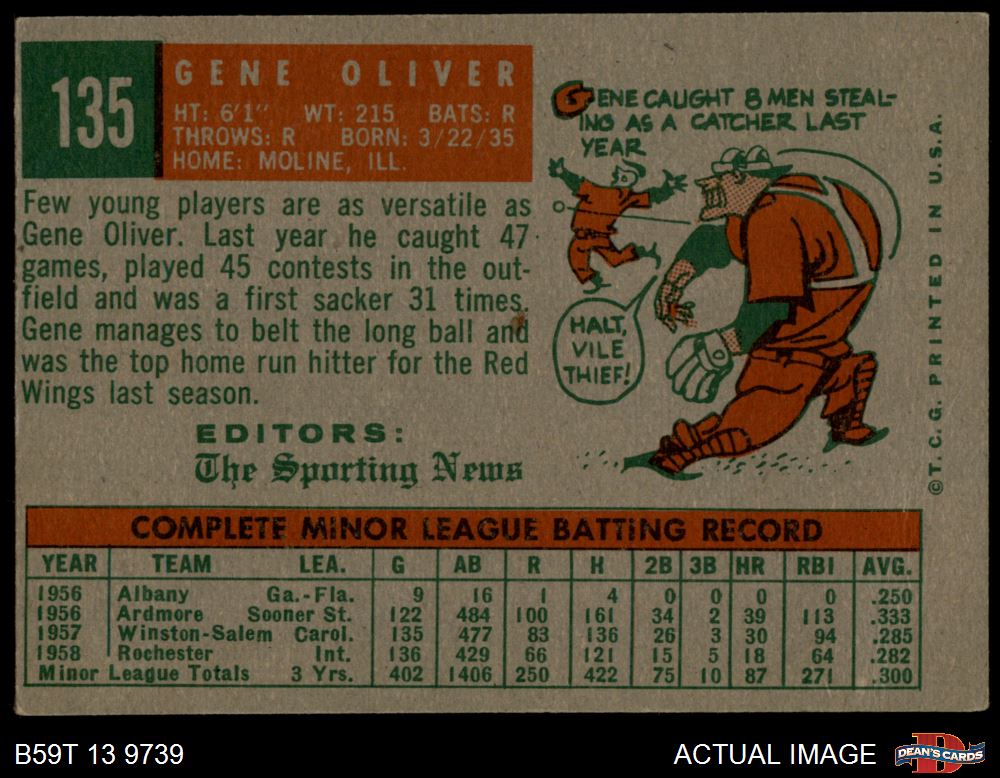 135
GENE OLIVER
HT: 6'1" WT: 215 BATS: R
THROWS: R BORN: 3/22/35
HOME: MOLINE, ILL.
Few young players are as versatile as
Gene Oliver. Last year he caught 47
games, played 45 contests in the out-
field and was a first sacker 31 times.
Gene manages to belt the long ball and
was the top home run hitter for the Red
Wings last season.
EDITORS:
The Sporting News
GENE CAUGHT 8 MEN STEAL-
ING AS A CATCHER LAST
YEAR
HALT,
VILE
THIEF!
©T.C.G. PRINTED IN U.S.A.
COMPLETE MINOR LEAGUE BATTING RECORD
YEAR TEAM LEA. G AB R H 2B 3B HR RBI AVG.
1956 Albany Ga.-Fla. 9 16 1 4 0 0 0 0 .250
1956 Ardmore Sooner St. 122 484 100 161 34 2 39 113 .333
1957 Winston-Salem Carol. 135 477 83 136 26 3 30 94 .285
1958 Rochester Int. 136 429 66 121 15 5 18 64 .282
Minor League Totals 3 Yrs. 402 1406 250 422 75 10 87 271 .300
B59T 13 9739
ACTUAL IMAGE
DEAN'S CARDS